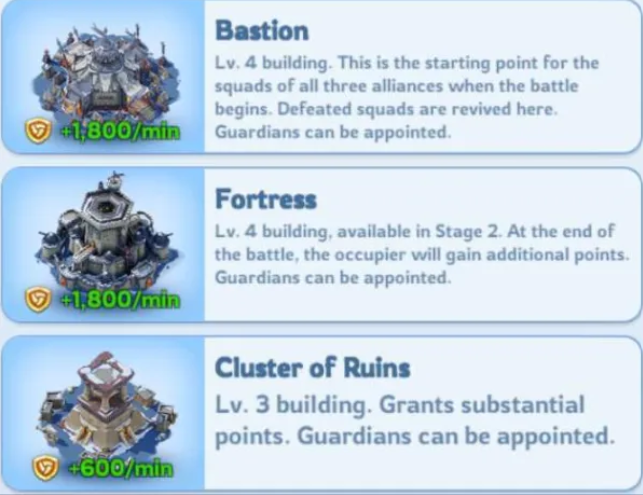 Bastion
Lv. 4 building. This is the starting point for the
squads of all three alliances when the battle
begins. Defeated squads are revived here.
Guardians can be appointed.
+1,800/min
Fortress
Lv. 4 building, available in Stage 2. At the end of
the battle, the occupier will gain additional points.
Guardians can be appointed.
+1,800/min
Cluster of Ruins
Lv. 3 building. Grants substantial
points. Guardians can be appointed.
+600/min